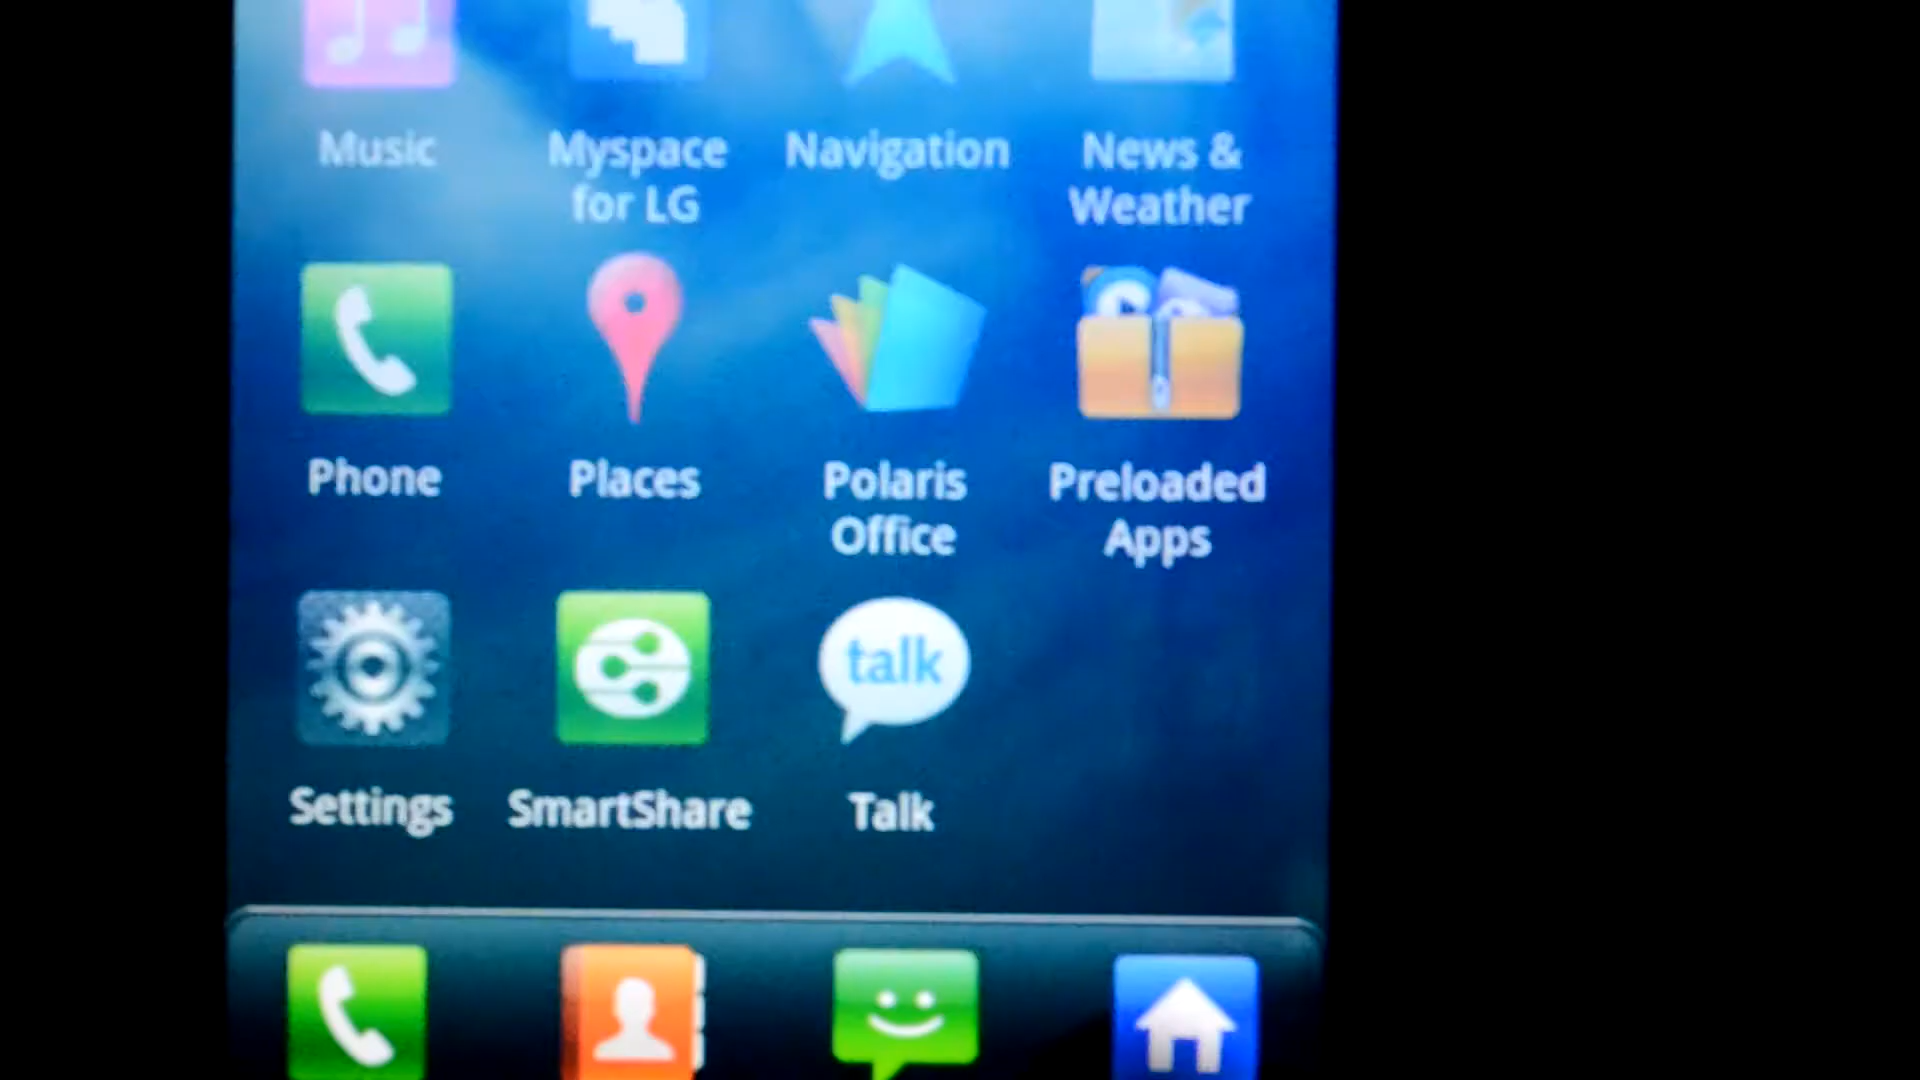 Music
Myspace
for LG
Navigation
News &
Weather
Phone
Places
Polaris
Office
Preloaded
Apps
talk
Settings
SmartShare
Talk